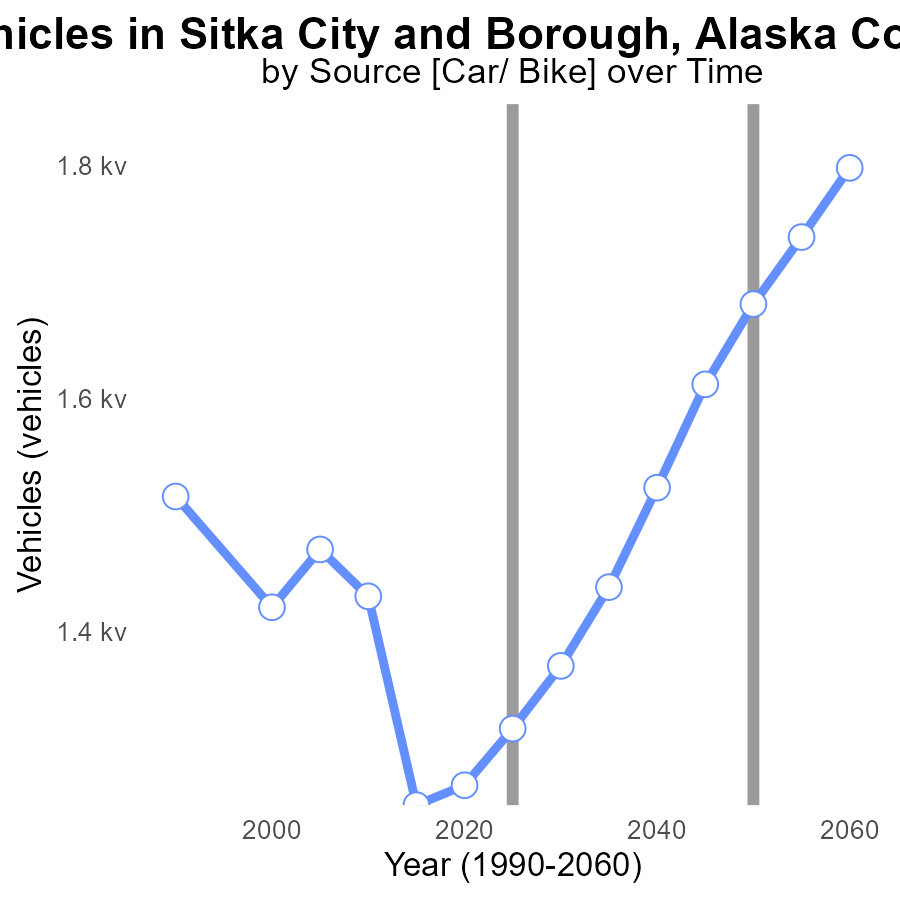 hicles in Sitka City and Borough, Alaska Co
by Source [Car/ Bike] over Time
1.8 kv
1.6 kv
1.4 kv
Vehicles (vehicles)
2000 2020 2040 2060
Year (1990-2060)